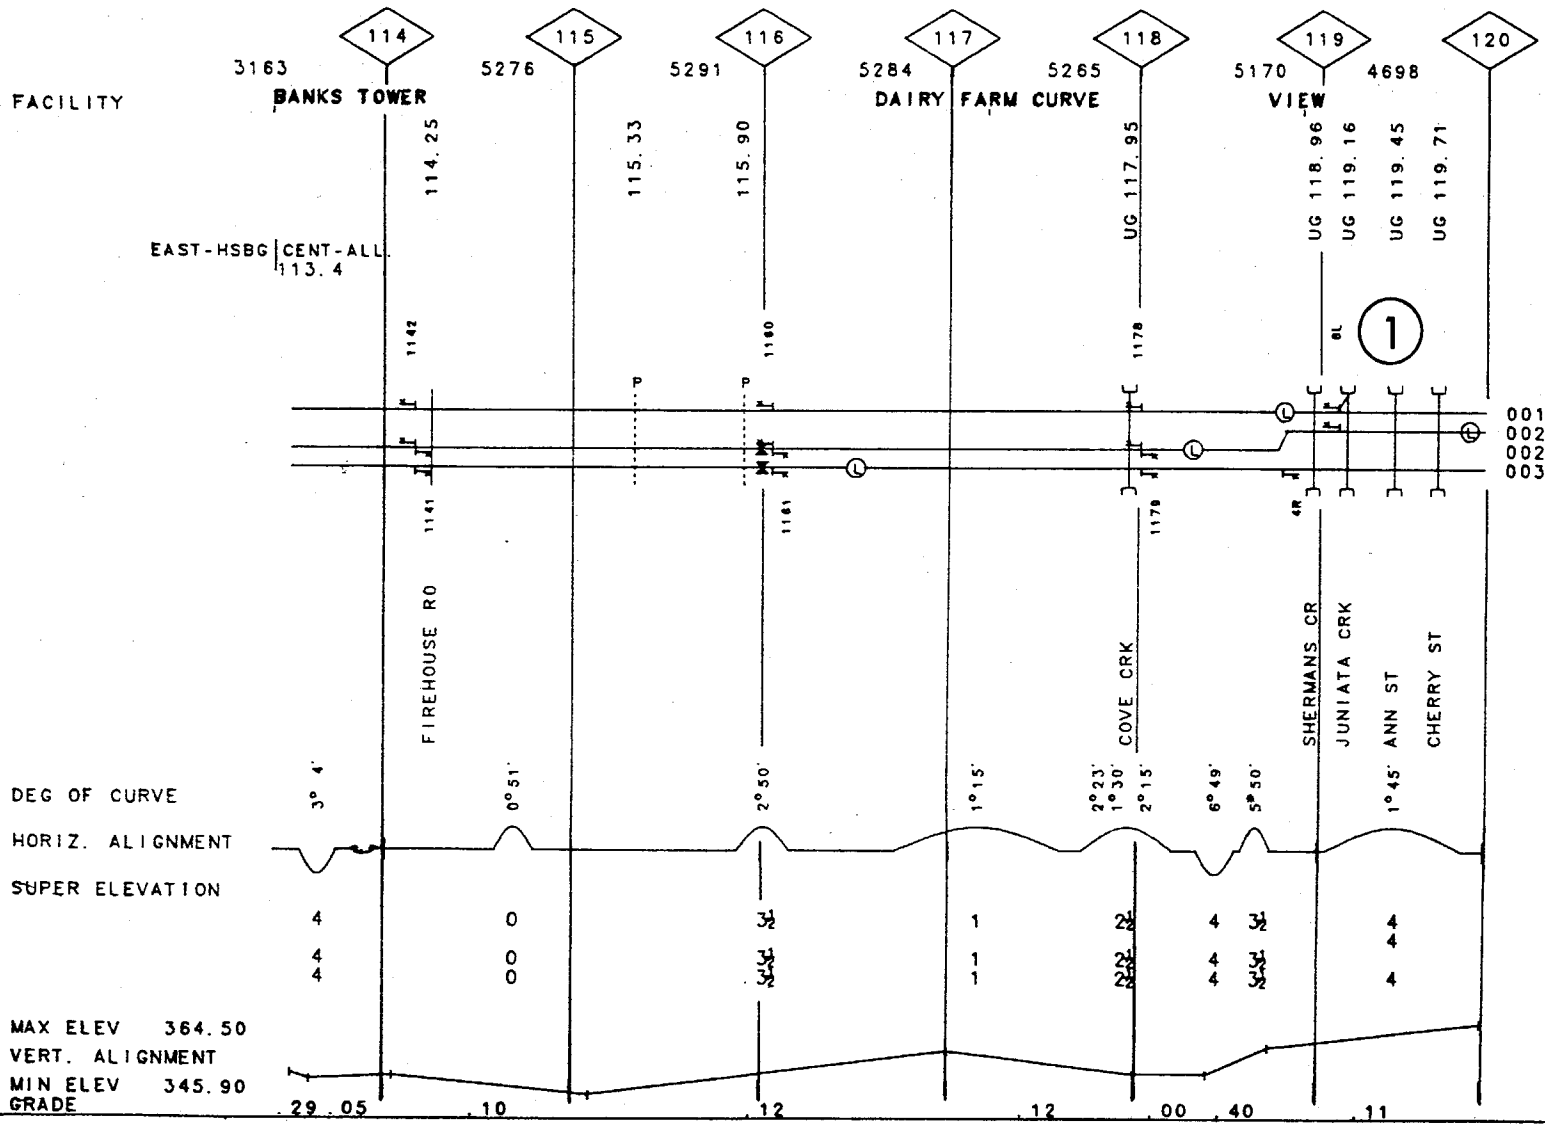 114 115 116 117 118 119 120
3163 5276 5291 5284 5265 5170 4698
FACILITY BANKS TOWER DAIRY FARM CURVE VIEW
114.25 115.33 115.90 UG 117.95 UG 118.96 UG 119.16 UG 119.45 UG 119.71
EAST-HSBG CENT-ALL
113.4
1142 1160 1178 8L 1
P P
L 001
L 002
L 002
L 003
1141 1161 1179 4R
FIREHOUSE RO COVE CRK SHERMANS CR JUNIATA CRK ANN ST CHERRY ST
DEG OF CURVE 3° 4' 0° 51' 2° 50' 1° 15' 2° 23' 1° 30' 2° 15' 6° 49' 5° 50' 1° 45'
HORIZ. ALIGNMENT
SUPER ELEVATION
4 0 3½ 1 2½ 4 3½ 4
4
4 0 3½ 1 2½ 4 3½
4 0 3½ 1 2½ 4 3½ 4
MAX ELEV 364.50
VERT. ALIGNMENT
MIN ELEV 345.90
GRADE .29 .05 .10 .12 .12 .00 .40 .11